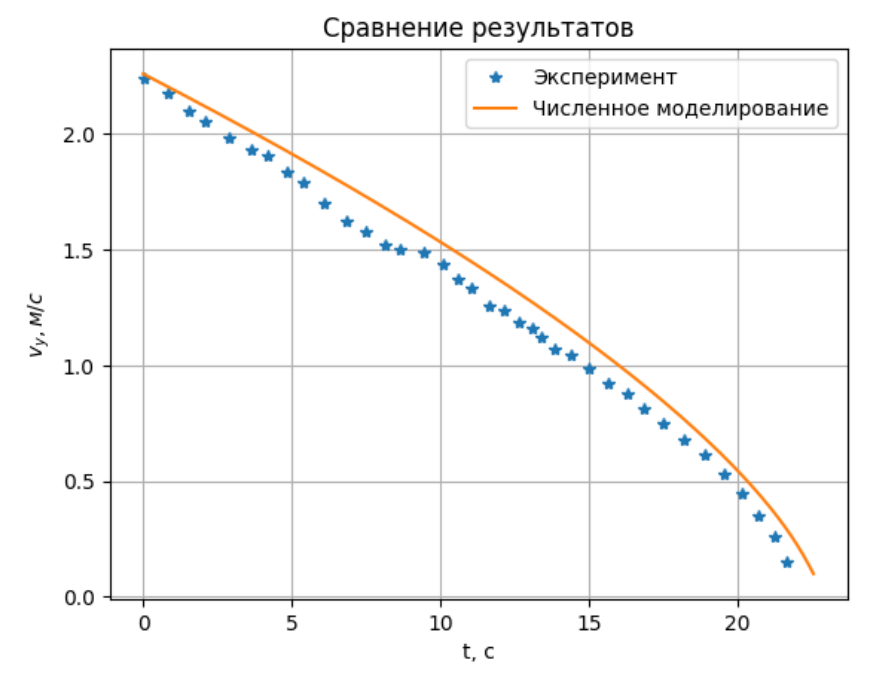 Сравнение результатов
Эксперимент
Численное моделирование
2.0
1.5
1.0
0.5
0.0
v_y, м/с
0 5 10 15 20
t, с